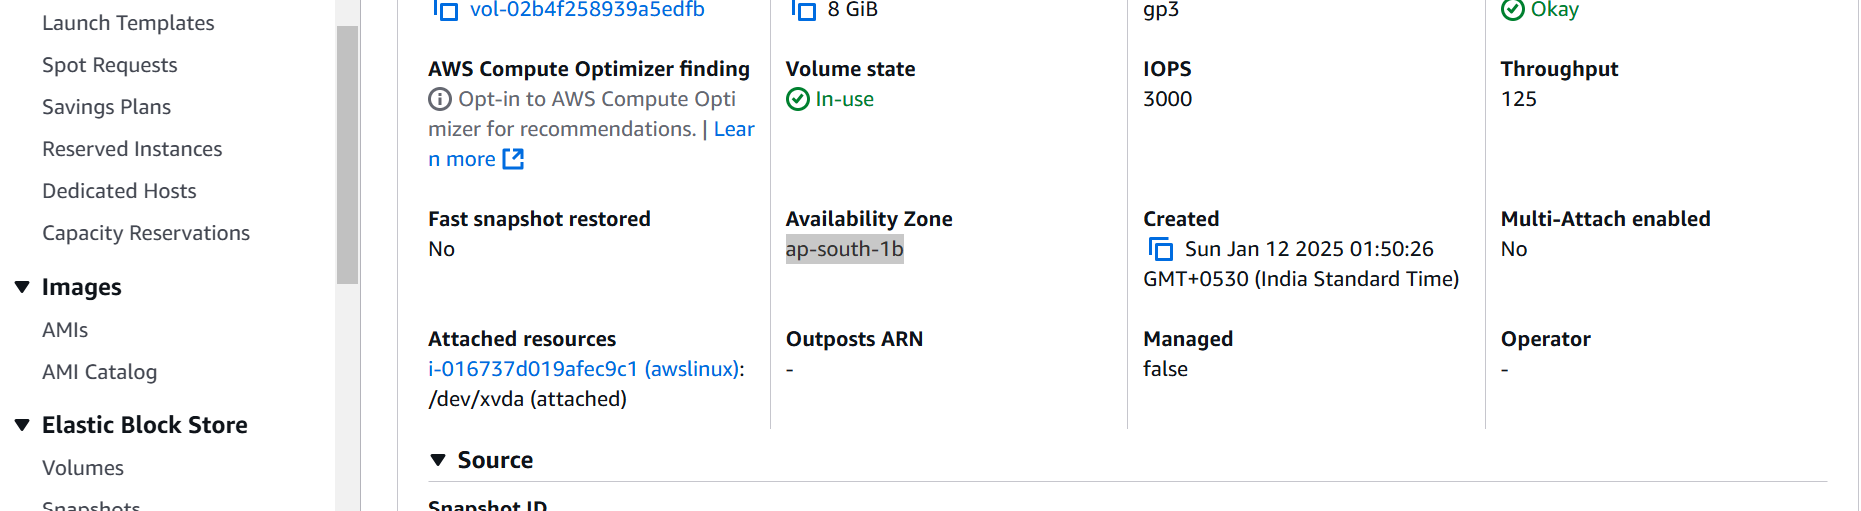 Launch Templates
Spot Requests
Savings Plans
Reserved Instances
Dedicated Hosts
Capacity Reservations
Images
AMIs
AMI Catalog
Elastic Block Store
Volumes
Snapshots
vol-02b4f258939a5edfb
8 GiB
gp3
Okay
AWS Compute Optimizer finding
Opt-in to AWS Compute Opti
mizer for recommendations. | Lear
n more
Volume state
In-use
IOPS
3000
Throughput
125
Fast snapshot restored
No
Availability Zone
ap-south-1b
Created
Sun Jan 12 2025 01:50:26
GMT+0530 (India Standard Time)
Multi-Attach enabled
No
Attached resources
i-016737d019afec9c1 (awslinux):
/dev/xvda (attached)
Outposts ARN
-
Managed
false
Operator
-
Source
Snapshot ID